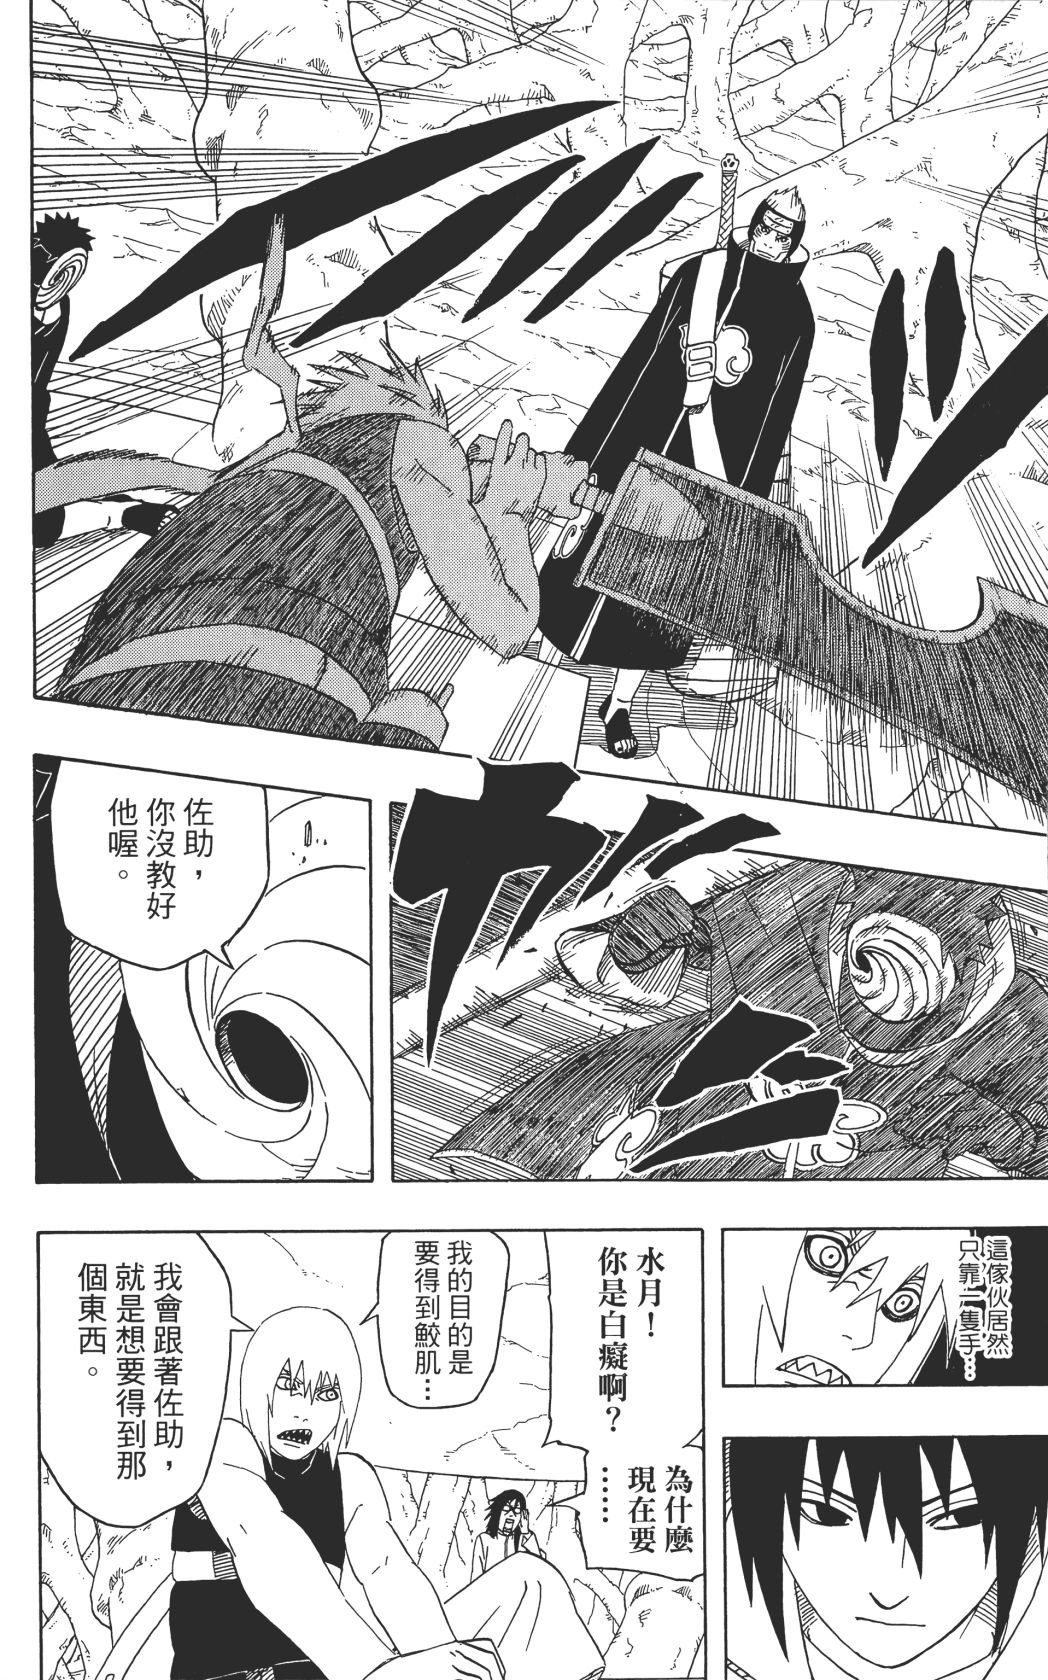 佐助，
你沒教好
他喔。
這傢伙居然
只靠一隻手…
水月！
你是白癡啊？
為什麼
現在要
……
我的目的是
要得到鮫肌…
我會跟著佐助，
就是想要得到那
個東西。